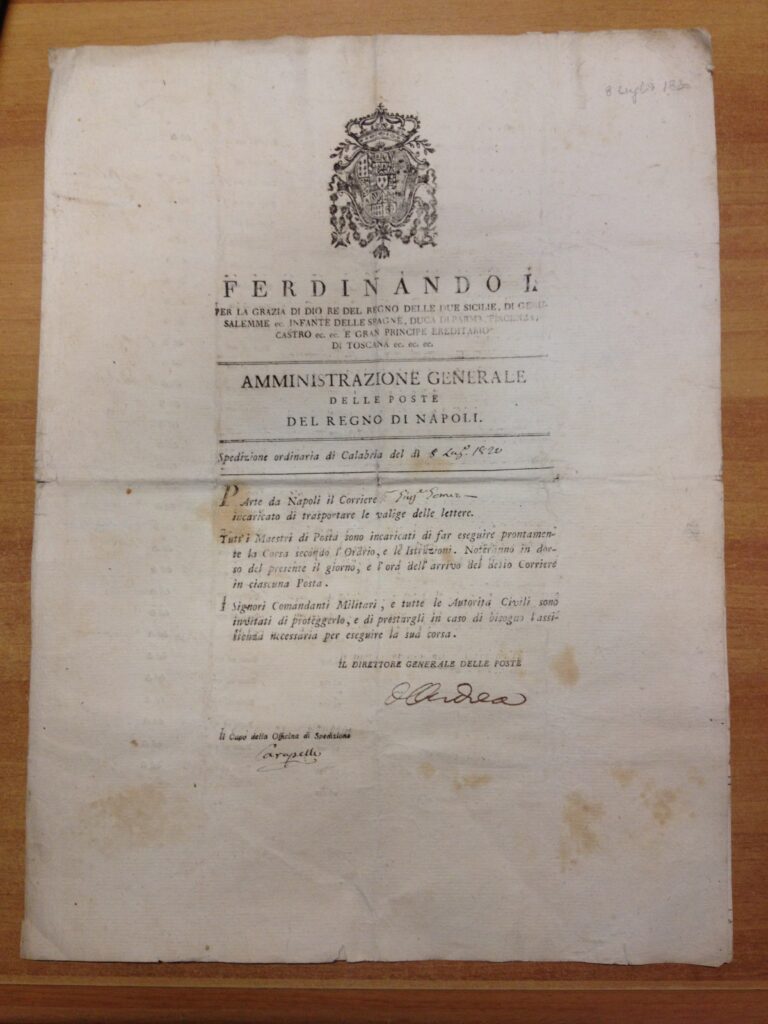 8 Luglio 1820
FERDINANDO I.
PER LA GRAZIA DI DIO RE DEL REGNO DELLE DUE SICILIE, DI GERU-
SALEMME ec. INFANTE DELLE SPAGNE, DUCA DI PARMA, PIACENZA,
CASTRO ec. ec. E GRAN PRINCIPE EREDITARIO
DI TOSCANA ec. ec. ec.
AMMINISTRAZIONE GENERALE
DELLE POSTE
DEL REGNO DI NAPOLI.
Spedizione ordinaria di Calabria del dì 8 Lug.º 1820
PArte da Napoli il Corriere
incaricato di trasportare le valige delle lettere.
Tutt'i Maestri di Posta sono incaricati di far eseguire prontamen-
te la Corsa secondo l'Orario, e le Istruzioni. Noteranno in dor-
so del presente il giorno, e l'ora dell'arrivo del detto Corriere
in ciascuna Posta.
I Signori Comandanti Militari, e tutte le Autorità Civili sono
invitati di proteggerlo, e di prestargli in caso di bisogno l'assi-
stenza necessaria per eseguire la sua corsa.
IL DIRETTORE GENERALE DELLE POSTE
D'Andrea
Il Capo della Officina di Spedizione
Carapelli